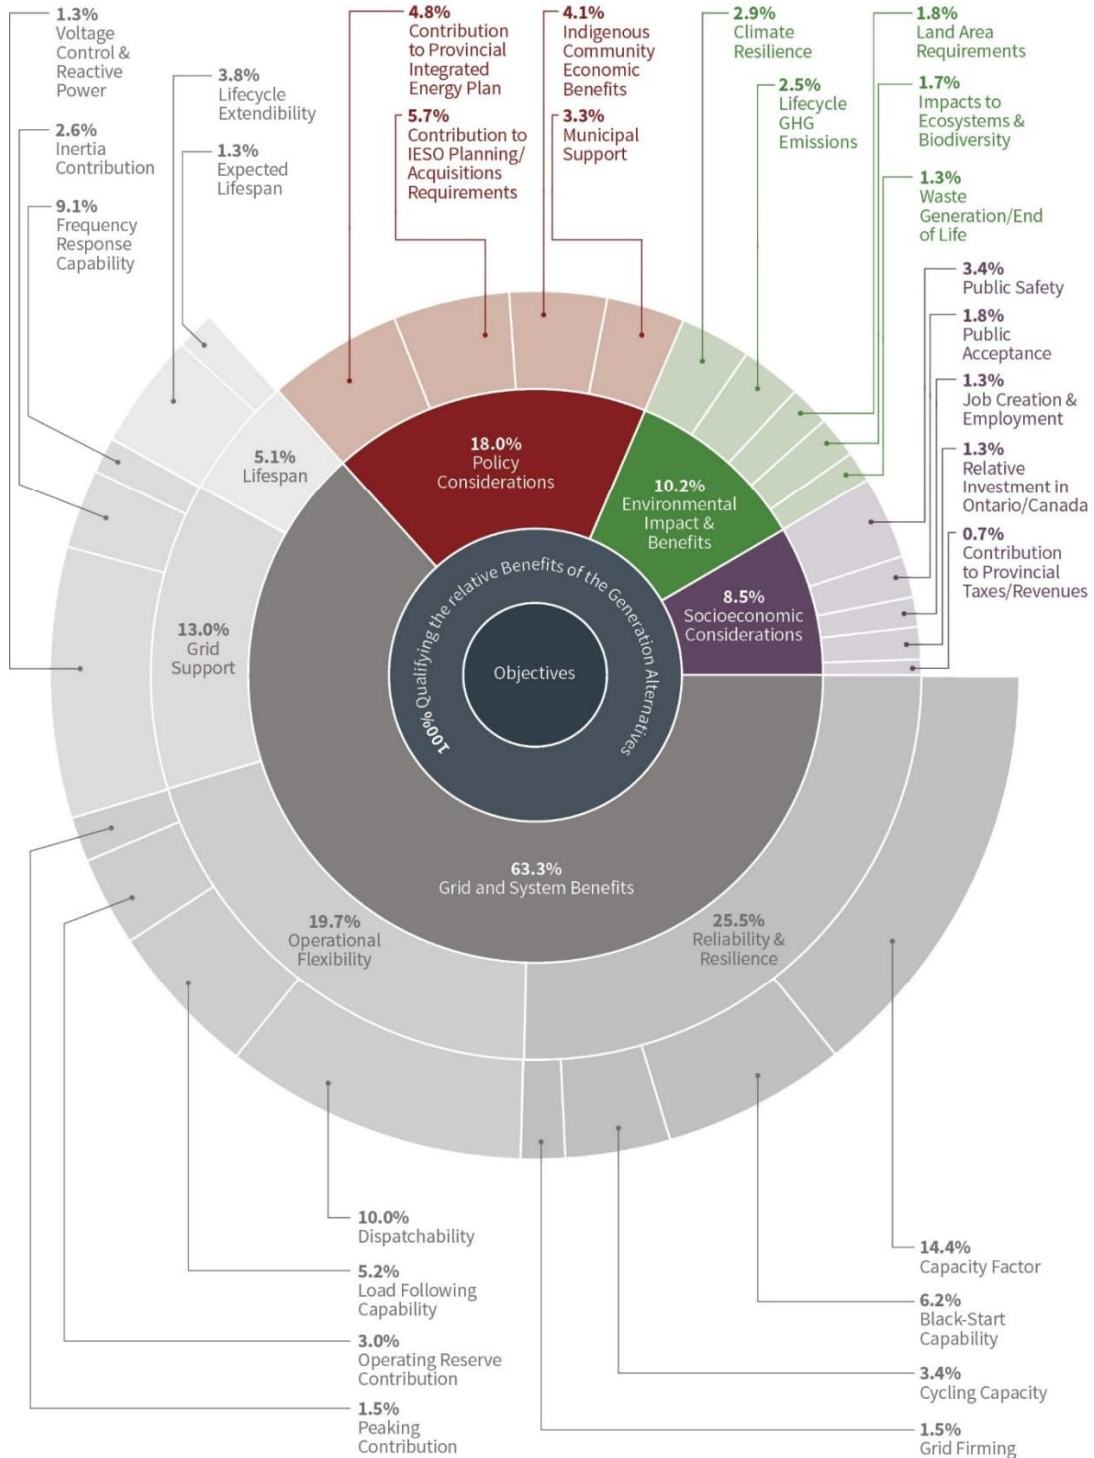 1.3%
Voltage
Control &
Reactive
Power
3.8%
Lifecycle
Extendibility
2.6%
Inertia
Contribution
1.3%
Expected
Lifespan
9.1%
Frequency
Response
Capability
4.8%
Contribution
to Provincial
Integrated
Energy Plan
5.7%
Contribution to
IESO Planning/
Acquisitions
Requirements
4.1%
Indigenous
Community
Economic
Benefits
3.3%
Municipal
Support
2.9%
Climate
Resilience
2.5%
Lifecycle
GHG
Emissions
1.8%
Land Area
Requirements
1.7%
Impacts to
Ecosystems &
Biodiversity
1.3%
Waste
Generation/End
of Life
3.4%
Public Safety
1.8%
Public
Acceptance
1.3%
Job Creation &
Employment
1.3%
Relative
Investment in
Ontario/Canada
0.7%
Contribution
to Provincial
Taxes/Revenues
5.1%
Lifespan
18.0%
Policy
Considerations
10.2%
Environmental
Impact &
Benefits
8.5%
Socioeconomic
Considerations
13.0%
Grid
Support
100% Qualifying the relative Benefits of the Generation Alternatives
Objectives
63.3%
Grid and System Benefits
19.7%
Operational
Flexibility
25.5%
Reliability &
Resilience
10.0%
Dispatchability
5.2%
Load Following
Capability
3.0%
Operating Reserve
Contribution
1.5%
Peaking
Contribution
14.4%
Capacity Factor
6.2%
Black-Start
Capability
3.4%
Cycling Capacity
1.5%
Grid Firming